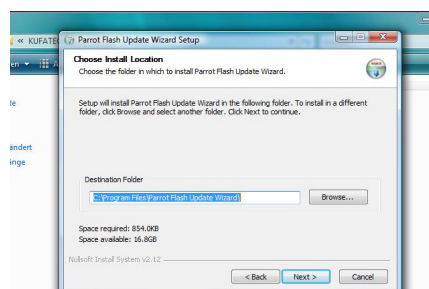 « KUFATE
Parrot Flash Update Wizard Setup
en
Choose Install Location
Choose the folder in which to install Parrot Flash Update Wizard.
te
Setup will install Parrot Flash Update Wizard in the following folder. To install in a different
folder, click Browse and select another folder. Click Next to continue.
ändert
änge
Destination Folder
C:\Program Files\Parrot Flash Update Wizard\
Browse...
Space required: 854.0KB
Space available: 16.8GB
Nullsoft Install System v2.12
< Back
Next >
Cancel